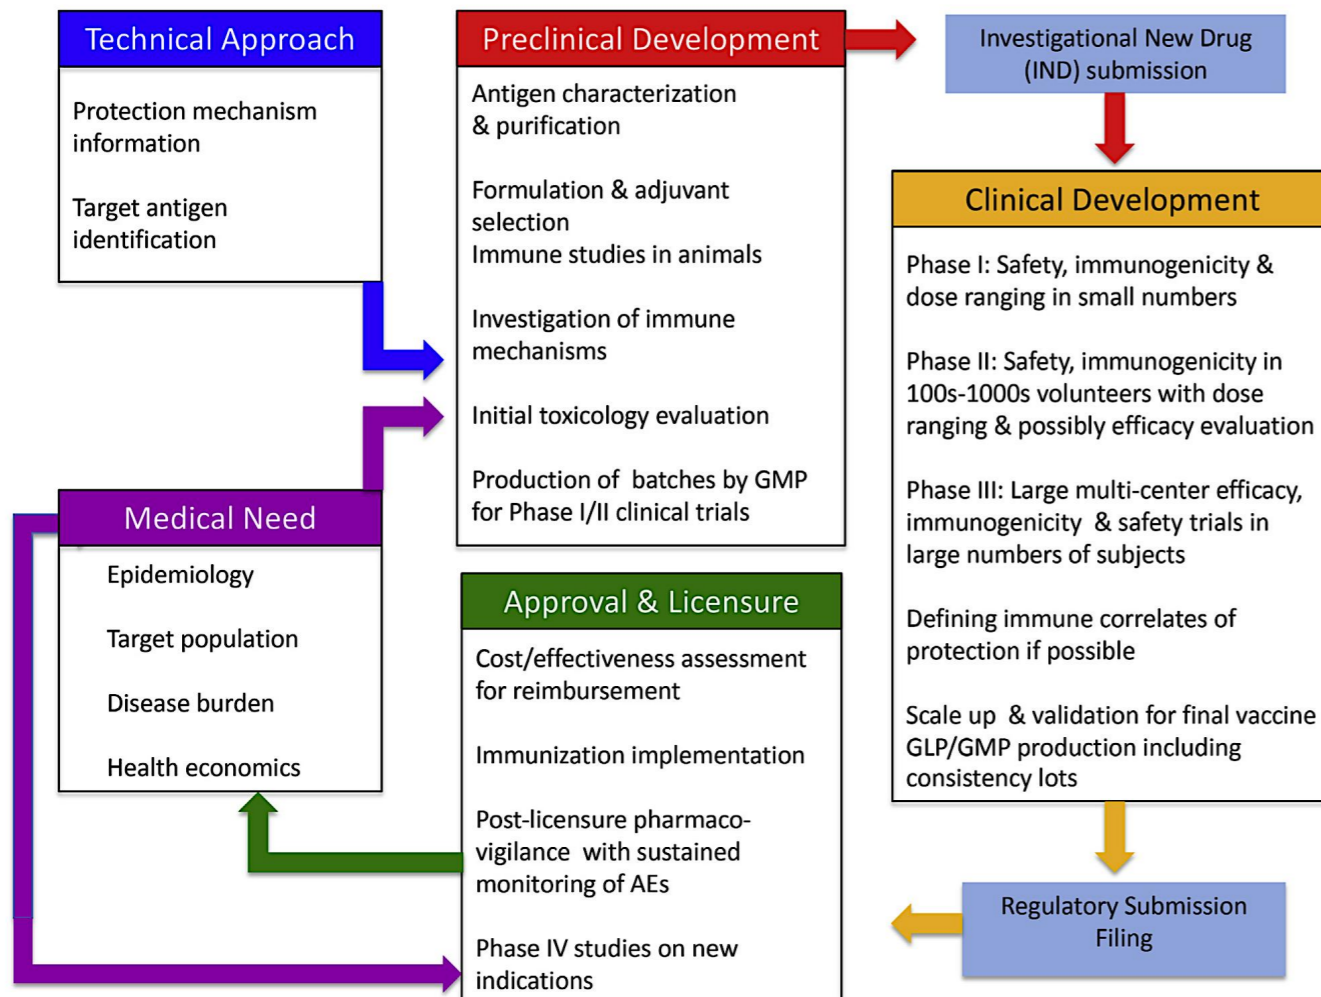 Technical Approach
Protection mechanism
information
Target antigen
identification
Preclinical Development
Antigen characterization
& purification
Formulation & adjuvant
selection
Immune studies in animals
Investigation of immune
mechanisms
Initial toxicology evaluation
Production of batches by GMP
for Phase I/II clinical trials
Investigational New Drug
(IND) submission
Clinical Development
Phase I: Safety, immunogenicity &
dose ranging in small numbers
Phase II: Safety, immunogenicity in
100s-1000s volunteers with dose
ranging & possibly efficacy evaluation
Phase III: Large multi-center efficacy,
immunogenicity & safety trials in
large numbers of subjects
Defining immune correlates of
protection if possible
Scale up & validation for final vaccine
GLP/GMP production including
consistency lots
Regulatory Submission
Filing
Approval & Licensure
Cost/effectiveness assessment
for reimbursement
Immunization implementation
Post-licensure pharmaco-
vigilance with sustained
monitoring of AEs
Phase IV studies on new
indications
Medical Need
Epidemiology
Target population
Disease burden
Health economics